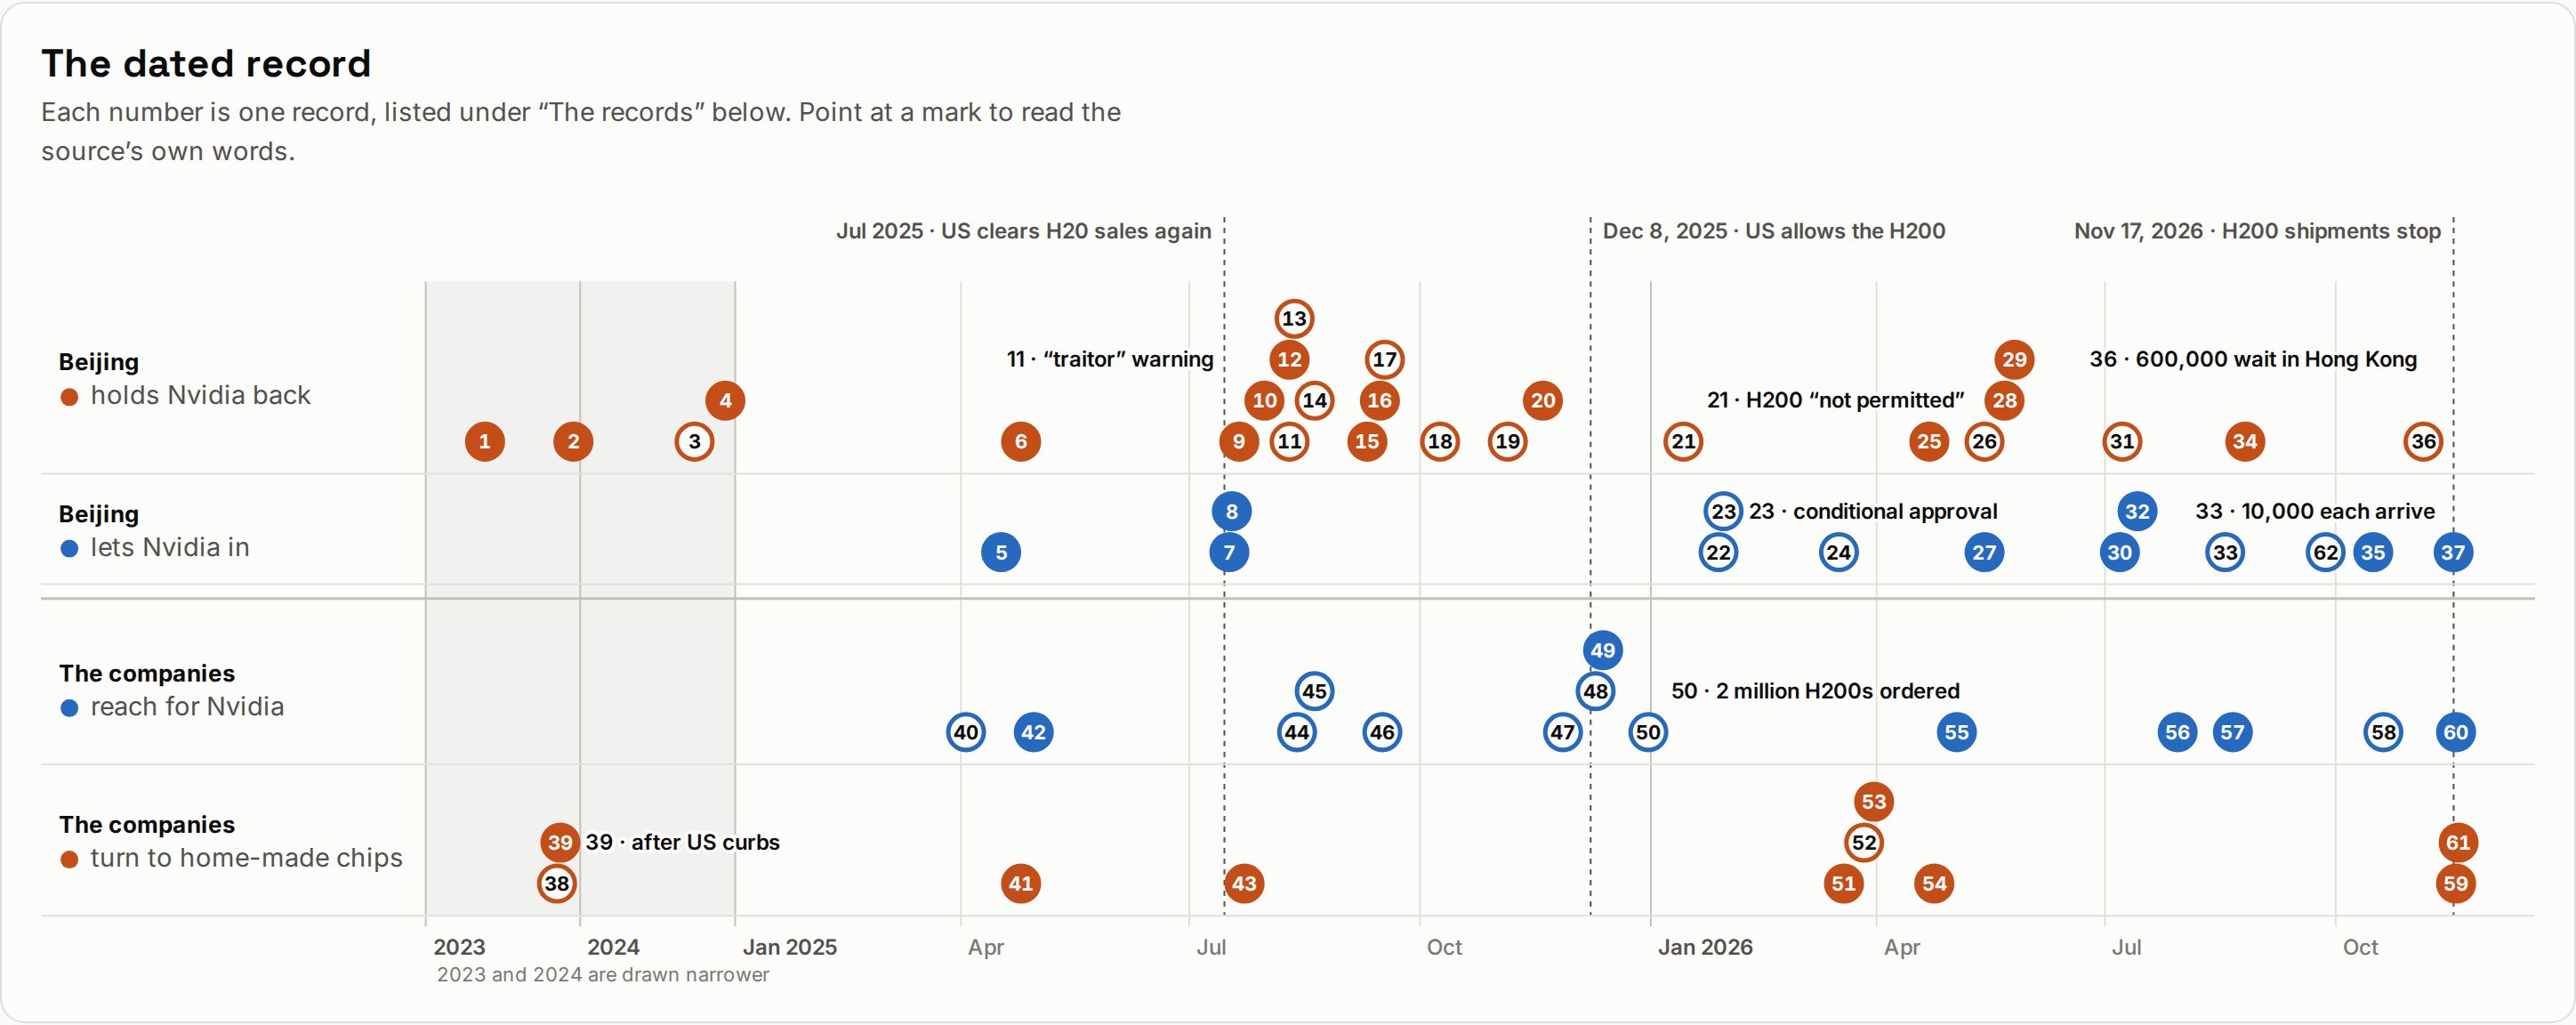 The dated record
Each number is one record, listed under “The records” below. Point at a mark to read the
source’s own words.
Jul 2025 · US clears H20 sales again
Dec 8, 2025 · US allows the H200
Nov 17, 2026 · H200 shipments stop
13
11 · “traitor” warning
12
17
29
36 · 600,000 wait in Hong Kong
Beijing
holds Nvidia back
4
10
14
16
20
21 · H200 “not permitted”
28
1
2
3
6
9
11
15
18
19
21
25
26
31
34
36
Beijing
lets Nvidia in
8
23
23 · conditional approval
32
33 · 10,000 each arrive
5
7
22
24
27
30
33
62
35
37
49
The companies
reach for Nvidia
45
48
50 · 2 million H200s ordered
40
42
44
46
47
50
55
56
57
58
60
53
The companies
turn to home-made chips
39
39 · after US curbs
52
61
38
41
43
51
54
59
2023
2024
Jan 2025
Apr
Jul
Oct
Jan 2026
Apr
Jul
Oct
2023 and 2024 are drawn narrower